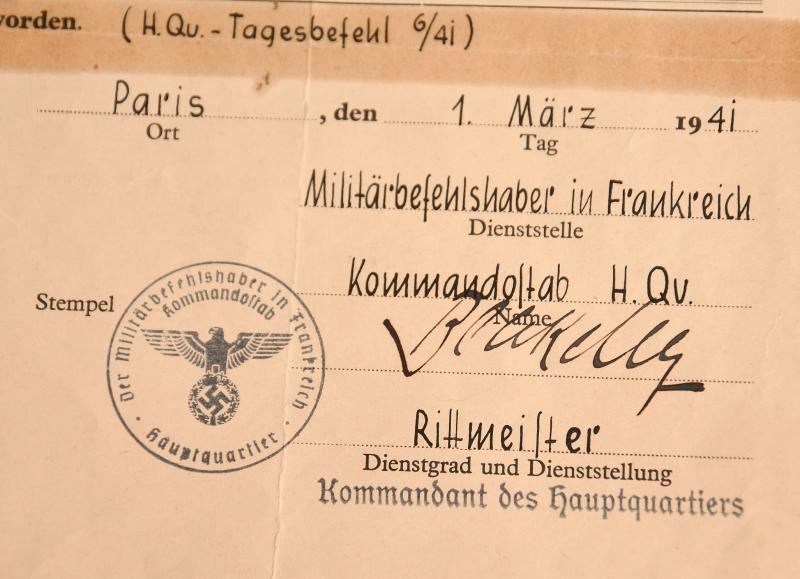 worden. (H.Qu.-Tagesbefehl 6/41)
Paris, den 1. März 1941
Ort Tag
Militärbefehlshaber in Frankreich
Dienststelle
Kommandostab H.Qu.
Stempel
Name
Der Militärbefehlshaber in Frankreich
Kommandostab
Hauptquartier
Rittmeister
Dienstgrad und Dienststellung
Kommandant des Hauptquartiers